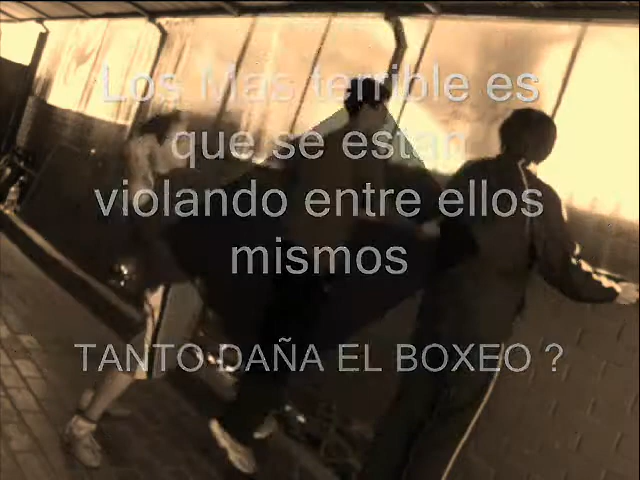 Los Mas terrible es
que se estan
violando entre ellos
mismos
TANTO DAÑA EL BOXEO ?